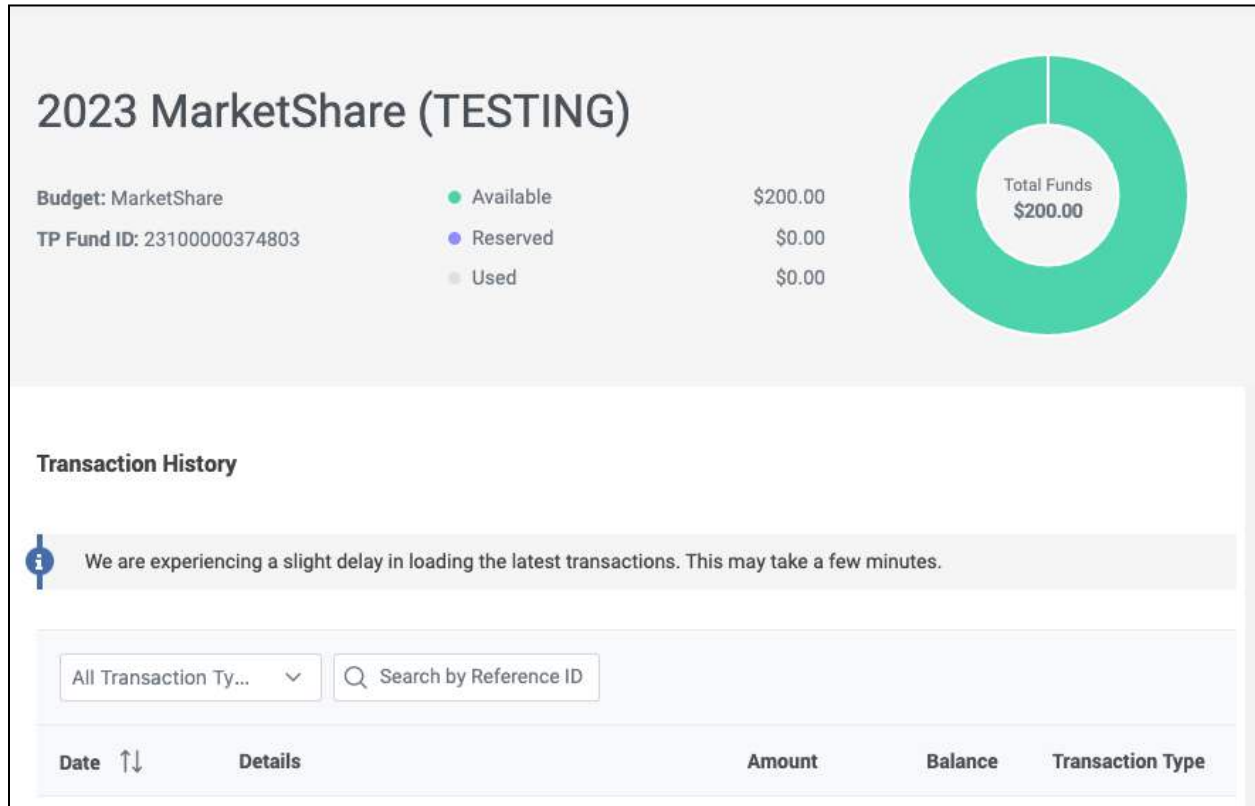 2023 MarketShare (TESTING)
Budget: MarketShare
TP Fund ID: 23100000374803
Available $200.00
Reserved $0.00
Used $0.00
Total Funds
$200.00
Transaction History
We are experiencing a slight delay in loading the latest transactions. This may take a few minutes.
All Transaction Ty... Search by Reference ID
Date Details Amount Balance Transaction Type